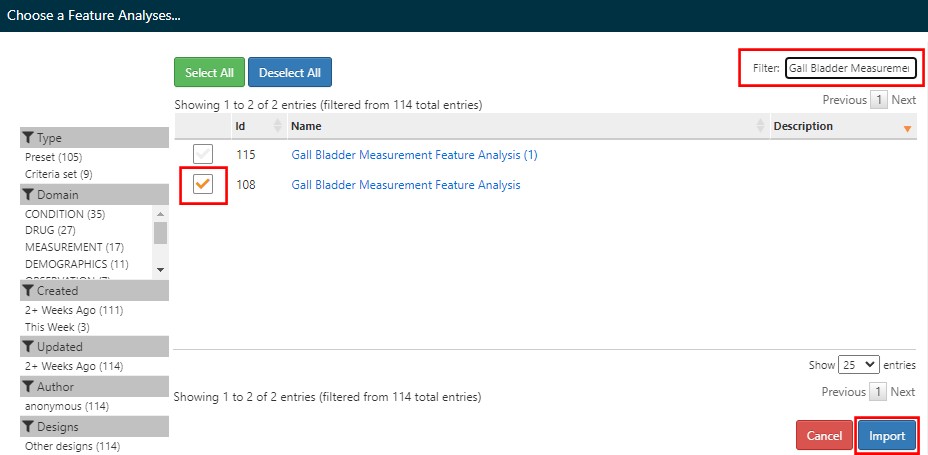 Choose a Feature Analyses...
Select All
Deselect All
Filter:
Gall Bladder Measuremer
Showing 1 to 2 of 2 entries (filtered from 114 total entries)
Previous 1 Next
Id Name Description
115 Gall Bladder Measurement Feature Analysis (1)
108 Gall Bladder Measurement Feature Analysis
Type
Preset (105)
Criteria set (9)
Domain
CONDITION (35)
DRUG (27)
MEASUREMENT (17)
DEMOGRAPHICS (11)
Created
2+ Weeks Ago (111)
This Week (3)
Updated
2+ Weeks Ago (114)
Author
anonymous (114)
Designs
Other designs (114)
Show 25 entries
Showing 1 to 2 of 2 entries (filtered from 114 total entries)
Previous 1 Next
Cancel
Import